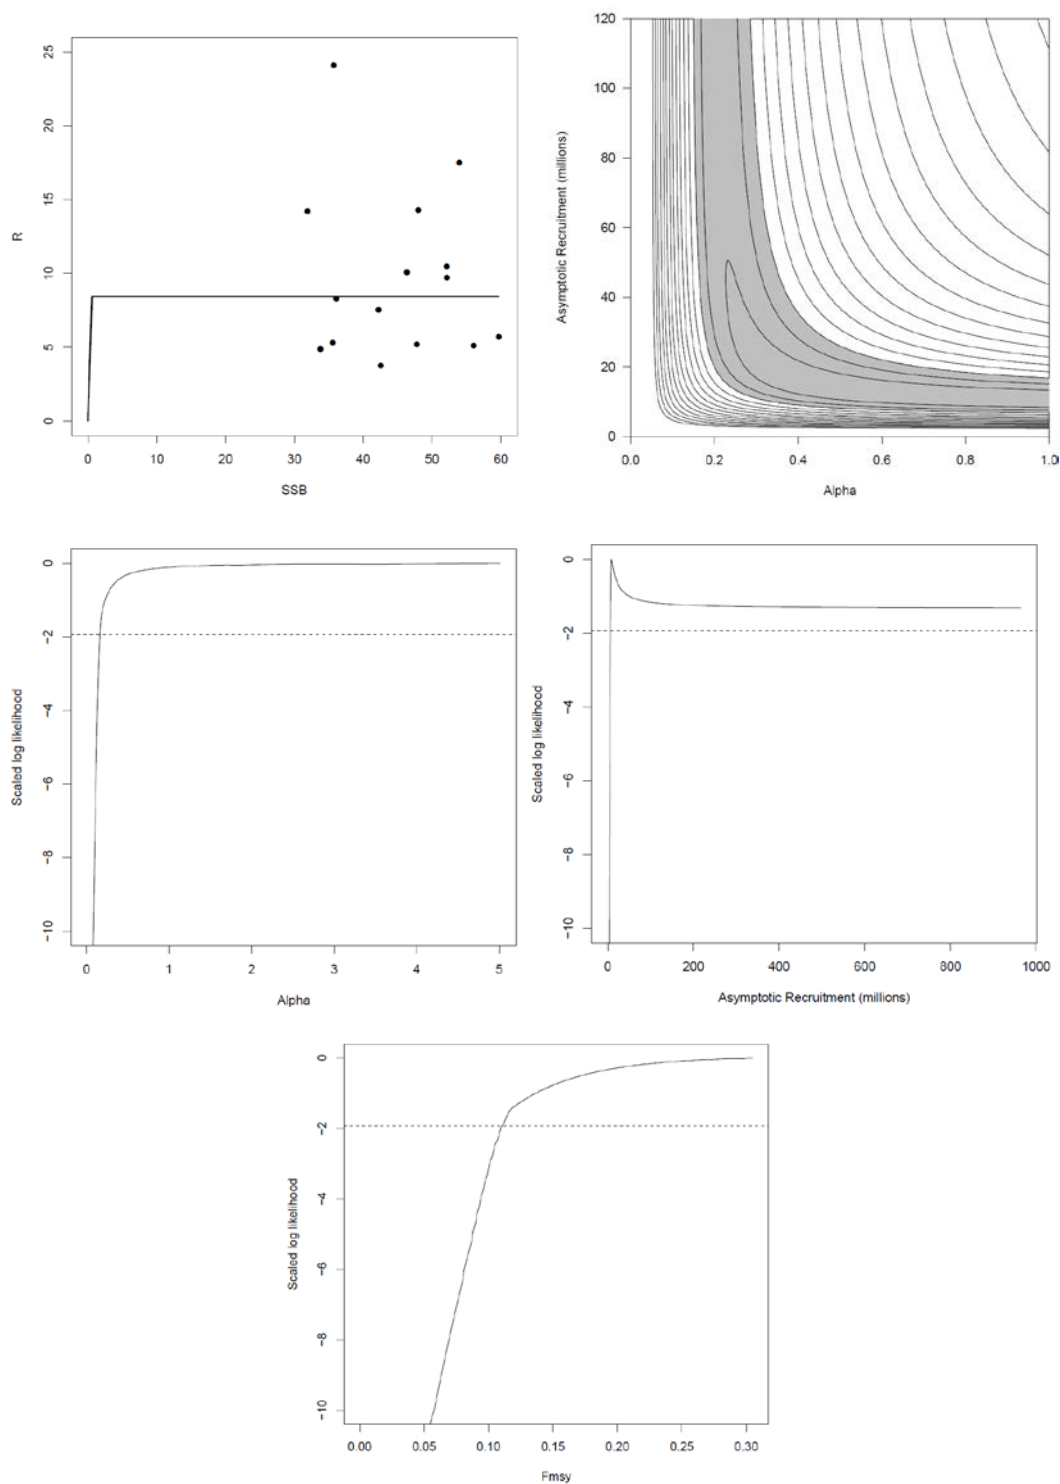 25
20
15
10
5
0
R
0 10 20 30 40 50 60
SSB
120
100
80
60
40
20
0
Asymptotic Recruitment (millions)
0.0 0.2 0.4 0.6 0.8 1.0
Alpha
0
-2
-4
-6
-8
-10
Scaled log likelihood
0 1 2 3 4 5
Alpha
0
-2
-4
-6
-8
-10
Scaled log likelihood
0 200 400 600 800 1000
Asymptotic Recruitment (millions)
0
-2
-4
-6
-8
-10
Scaled log likelihood
0.00 0.05 0.10 0.15 0.20 0.25 0.30
Fmsy